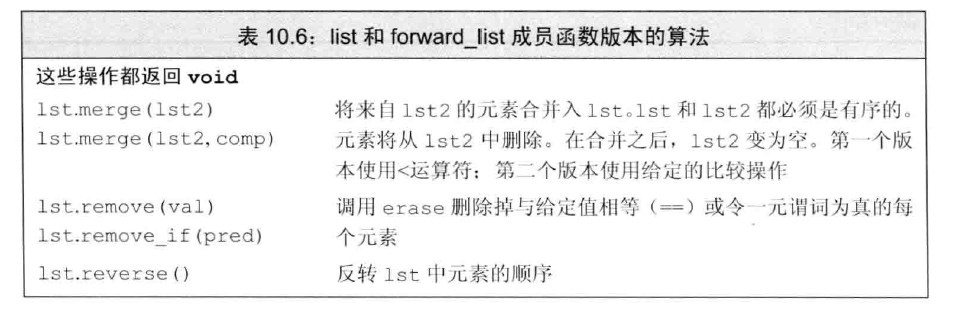 表 10.6：list 和 forward_list 成员函数版本的算法
这些操作都返回 void
lst.merge(lst2) 将来自 lst2 的元素合并入 lst。lst 和 lst2 都必须是有序的。
lst.merge(lst2,comp) 元素将从 lst2 中删除。在合并之后，lst2 变为空。第一个版
本使用<运算符；第二个版本使用给定的比较操作
lst.remove(val) 调用 erase 删除掉与给定值相等（==）或令一元谓词为真的每
lst.remove_if(pred) 个元素
lst.reverse() 反转 lst 中元素的顺序